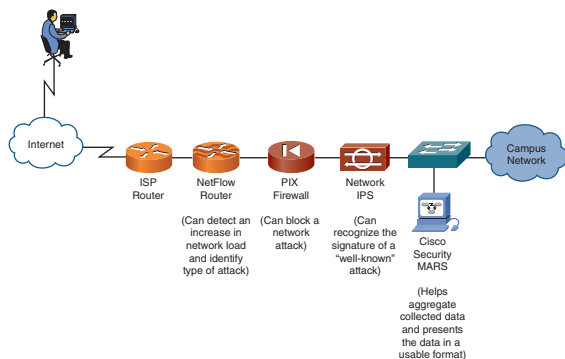 Internet
Campus
Network
ISP
Router
NetFlow
Router
(Can detect an
increase in
network load
and identify
type of attack)
PIX
Firewall
(Can block a
network
attack)
Network
IPS
(Can
recognize the
signature of a
“well-known”
attack)
Cisco
Security
MARS
(Helps
aggregate
collected data
and presents
the data in a
usable format)